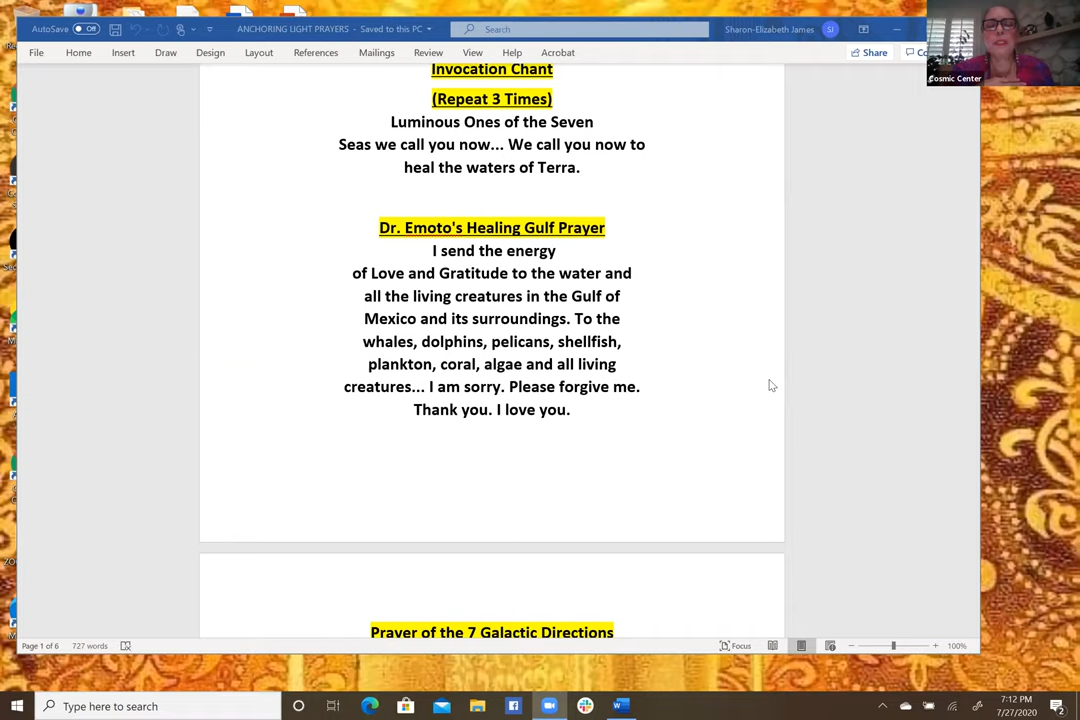 AutoSave Off ANCHORING LIGHT PRAYERS - Saved to this PC Search Sharon-Elizabeth James SJ
File Home Insert Draw Design Layout References Mailings Review View Help Acrobat Share Co
Cosmic Center
Invocation Chant
(Repeat 3 Times)
Luminous Ones of the Seven
Seas we call you now... We call you now to
heal the waters of Terra.
Dr. Emoto's Healing Gulf Prayer
I send the energy
of Love and Gratitude to the water and
all the living creatures in the Gulf of
Mexico and its surroundings. To the
whales, dolphins, pelicans, shellfish,
plankton, coral, algae and all living
creatures... I am sorry. Please forgive me.
Thank you. I love you.
Prayer of the 7 Galactic Directions
Page 1 of 6 727 words Focus 100%
Type here to search 7:12 PM
7/27/2020 2